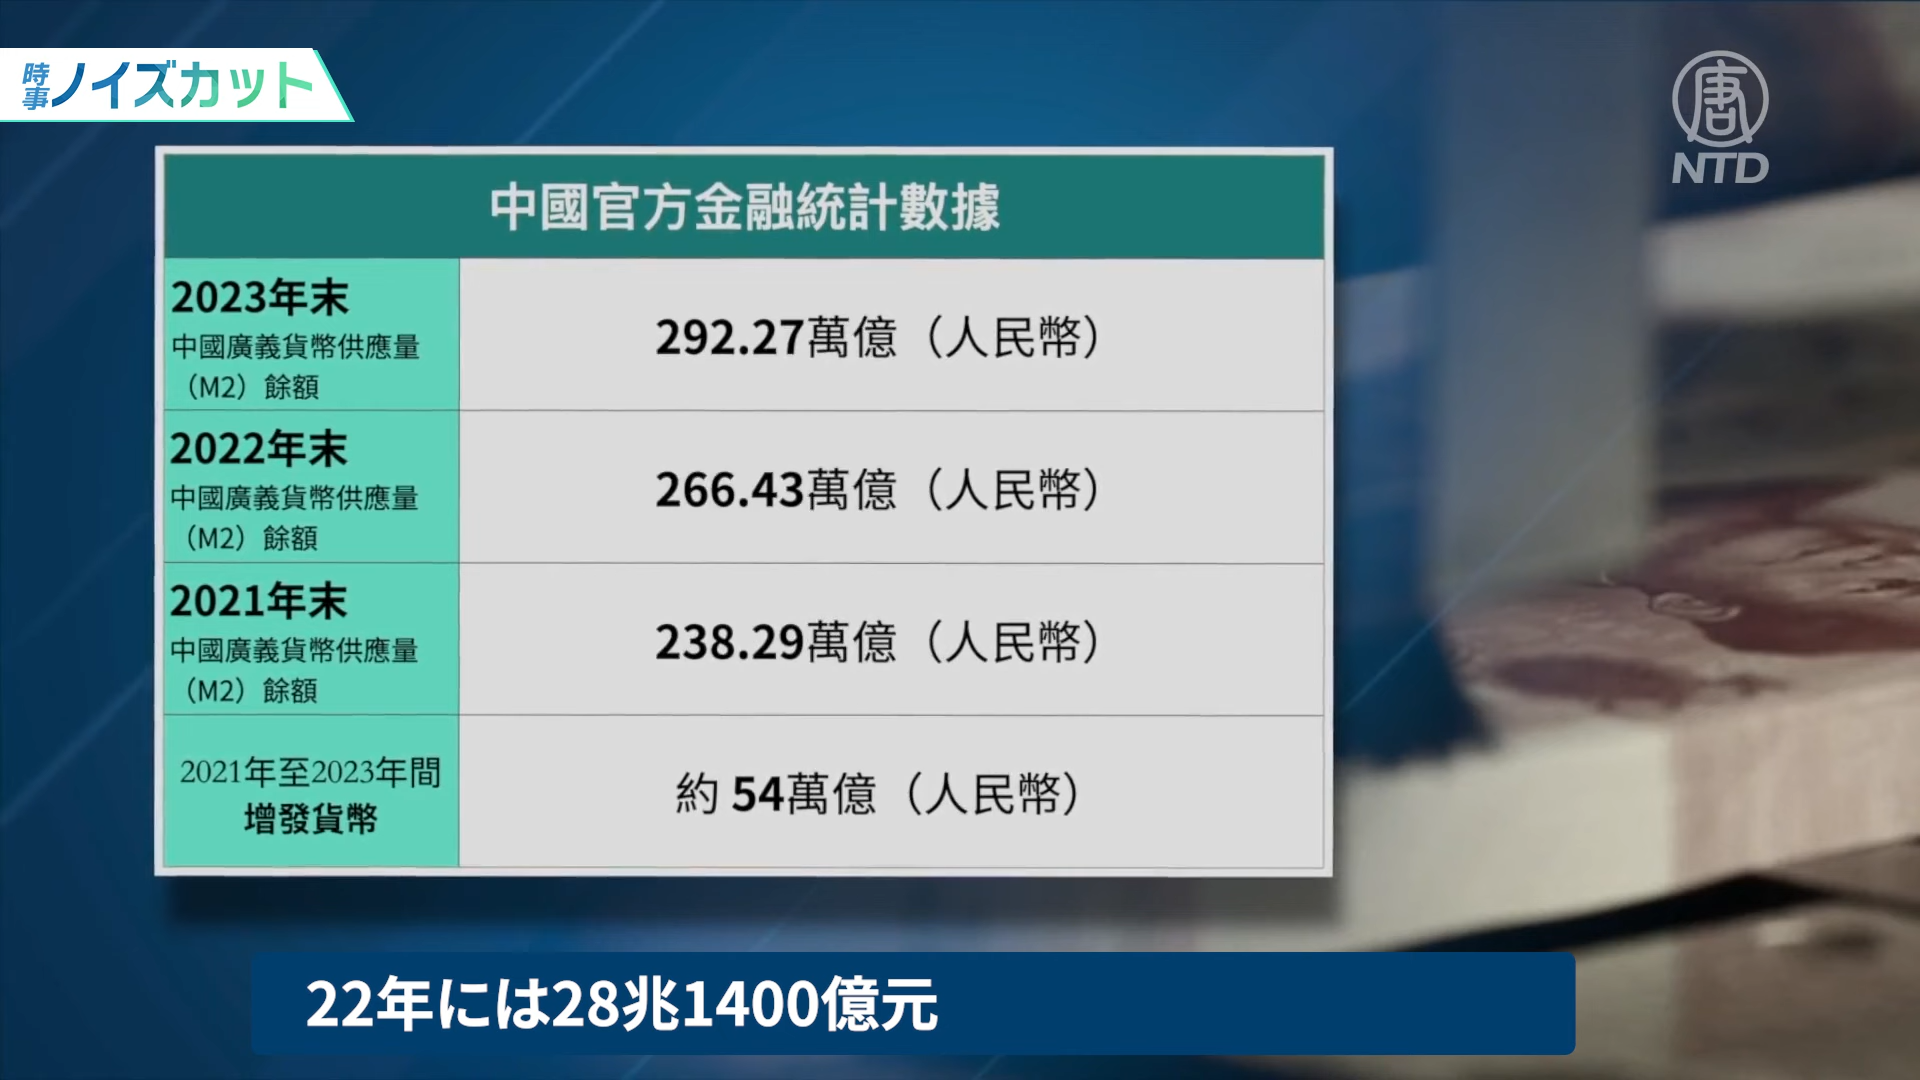 時事ノイズカット
唐
NTD
中國官方金融統計數據
2023年末
中國廣義貨幣供應量
（M2）餘額
292.27萬億（人民幣）
2022年末
中國廣義貨幣供應量
（M2）餘額
266.43萬億（人民幣）
2021年末
中國廣義貨幣供應量
（M2）餘額
238.29萬億（人民幣）
2021年至2023年間
增發貨幣
約 54萬億（人民幣）
22年には28兆1400億元